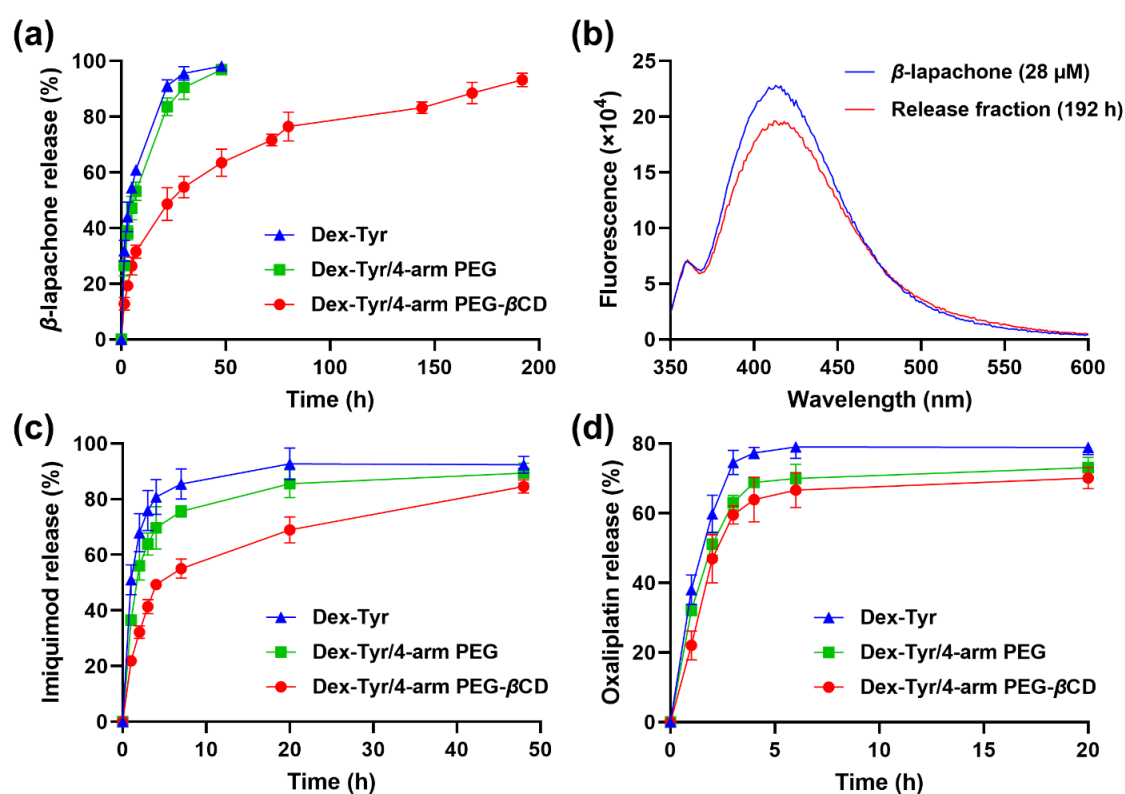 (a)
β-lapachone release (%)
100
80
60
40
20
0
Dex-Tyr
Dex-Tyr/4-arm PEG
Dex-Tyr/4-arm PEG-βCD
0 50 100 150 200
Time (h)
(b)
Fluorescence (×10⁴)
25
20
15
10
5
0
β-lapachone (28 μM)
Release fraction (192 h)
350 400 450 500 550 600
Wavelength (nm)
(c)
Imiquimod release (%)
100
80
60
40
20
0
Dex-Tyr
Dex-Tyr/4-arm PEG
Dex-Tyr/4-arm PEG-βCD
0 10 20 30 40 50
Time (h)
(d)
Oxaliplatin release (%)
80
60
40
20
0
Dex-Tyr
Dex-Tyr/4-arm PEG
Dex-Tyr/4-arm PEG-βCD
0 5 10 15 20
Time (h)